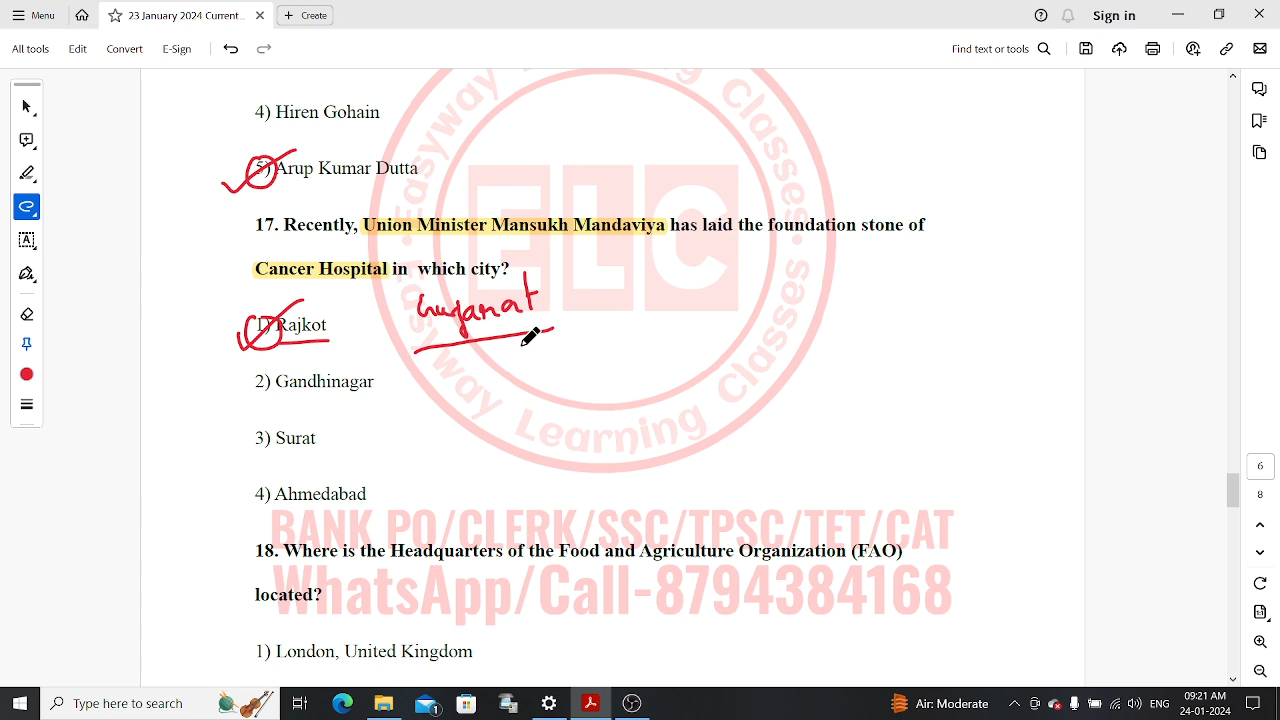 Menu
23 January 2024 Current...
Create
Sign in
All tools
Edit
Convert
E-Sign
Find text or tools
4) Hiren Gohain
5) Arup Kumar Dutta
17. Recently, Union Minister Mansukh Mandaviya has laid the foundation stone of
Cancer Hospital in which city?
1) Rajkot
2) Gandhinagar
3) Surat
4) Ahmedabad
18. Where is the Headquarters of the Food and Agriculture Organization (FAO)
located?
1) London, United Kingdom
ELC
Easyway Learning Classes
BANK PO/CLERK/SSC/TPSC/TET/CAT
WhatsApp/Call-8794384168
6
8
Type here to search
1
Air: Moderate
ENG
09:21 AM
24-01-2024